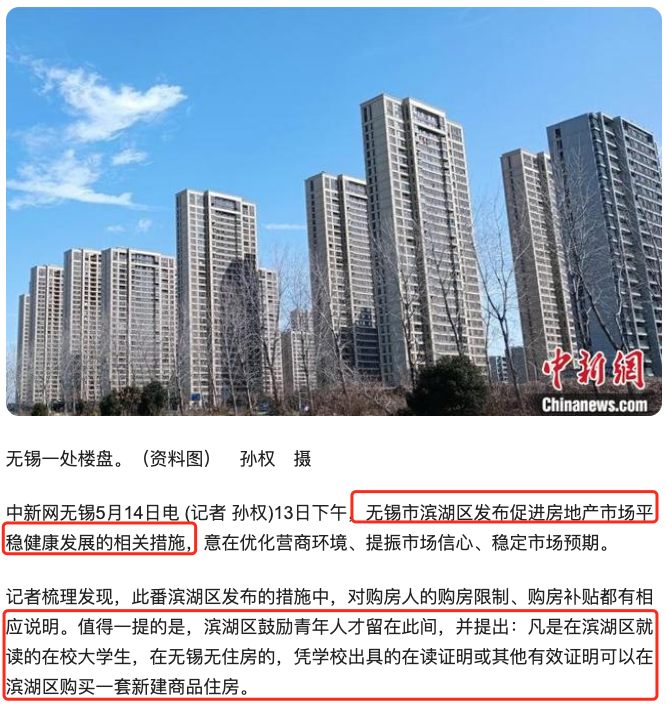 中新網
Chinanews.com
无锡一处楼盘。（资料图） 孙权 摄
中新网无锡5月14日电 (记者 孙权)13日下午，无锡市滨湖区发布促进房地产市场平
稳健康发展的相关措施，意在优化营商环境、提振市场信心、稳定市场预期。
记者梳理发现，此番滨湖区发布的措施中，对购房人的购房限制、购房补贴都有相
应说明。值得一提的是，滨湖区鼓励青年人才留在此间，并提出：凡是在滨湖区就
读的在校大学生，在无锡无住房的，凭学校出具的在读证明或其他有效证明可以在
滨湖区购买一套新建商品住房。